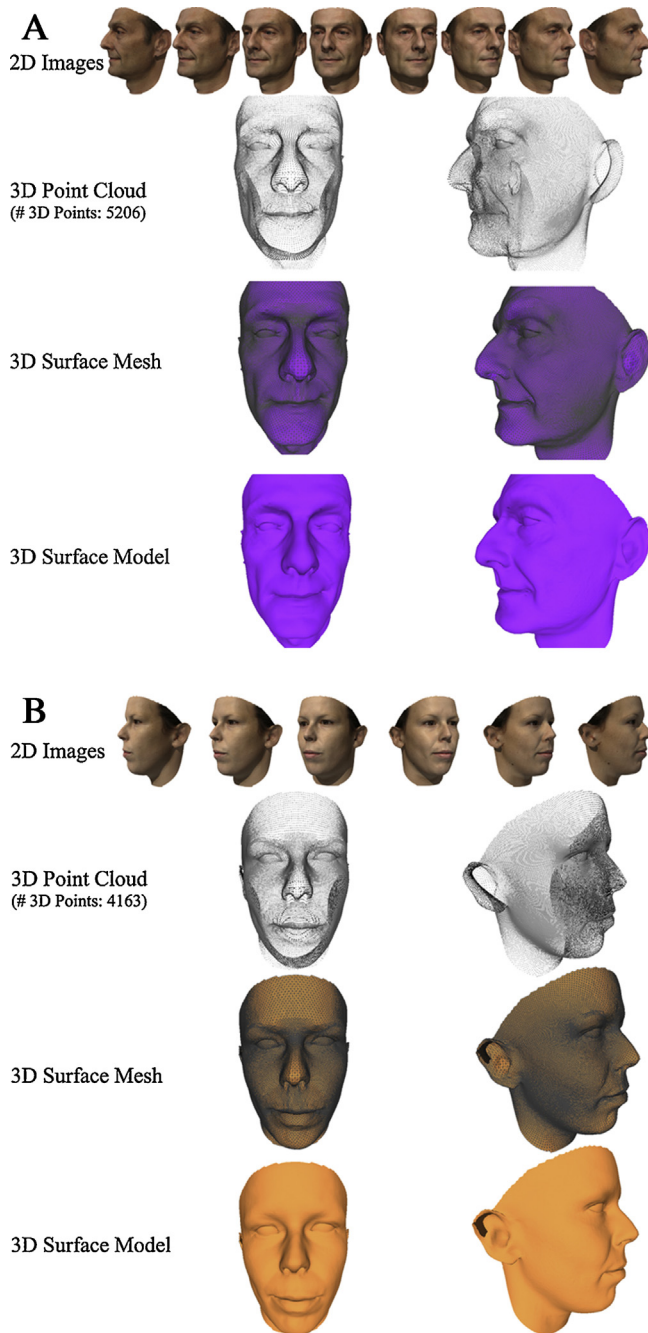 A
2D Images
3D Point Cloud
(# 3D Points: 5206)
3D Surface Mesh
3D Surface Model
B
2D Images
3D Point Cloud
(# 3D Points: 4163)
3D Surface Mesh
3D Surface Model